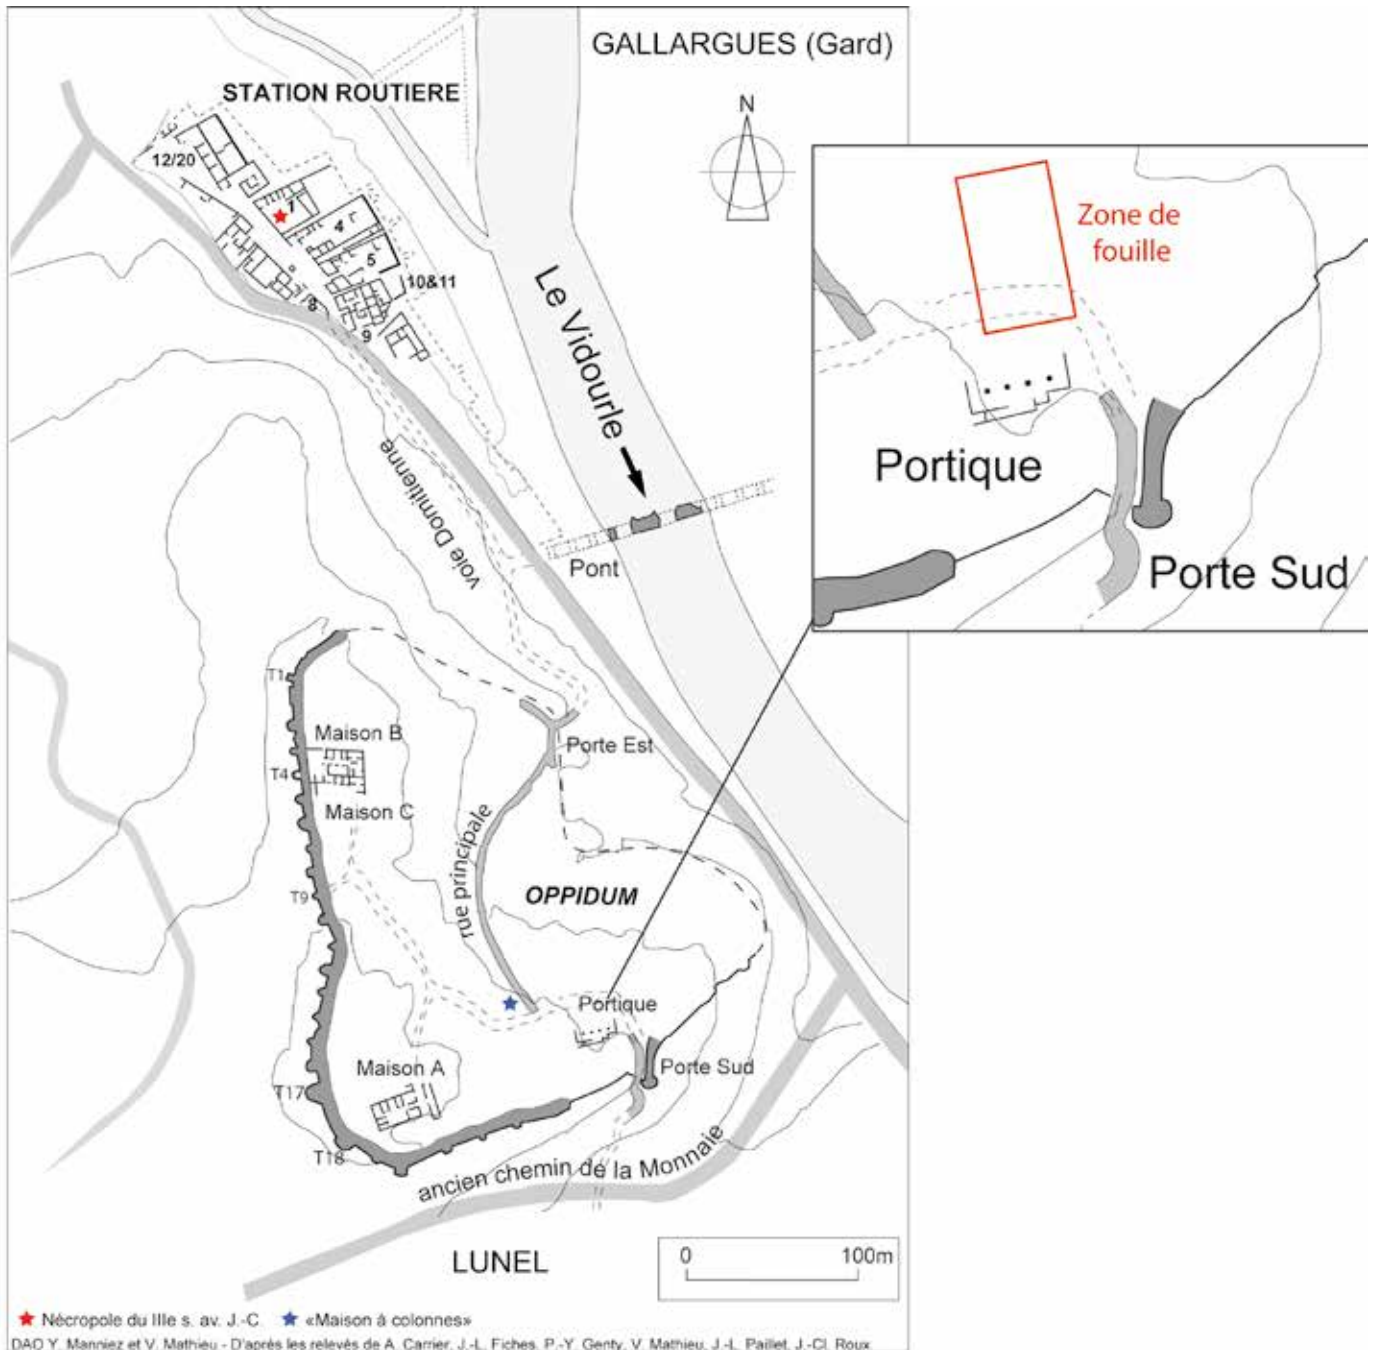 GALLARGUES (Gard)
STATION ROUTIERE
N
12/20
1
4
5
10&11
8
9
Le Vidourle
voie Domitienne
Pont
Zone de
fouille
Portique
Porte Sud
T1
Maison B
T4
Maison C
Porte Est
rue principale
T9
OPPIDUM
Portique
Maison A
Porte Sud
T17
T18
ancien chemin de la Monnaie
LUNEL
0 100m
Nécropole du IIIe s. av. J.-C. «Maison à colonnes»
DAO Y. Manniez et V. Mathieu - D'après les relevés de A. Carrier, J.-L. Fiches, P.-Y. Genty, V. Mathieu, J.-L. Paillet, J.-Cl. Roux